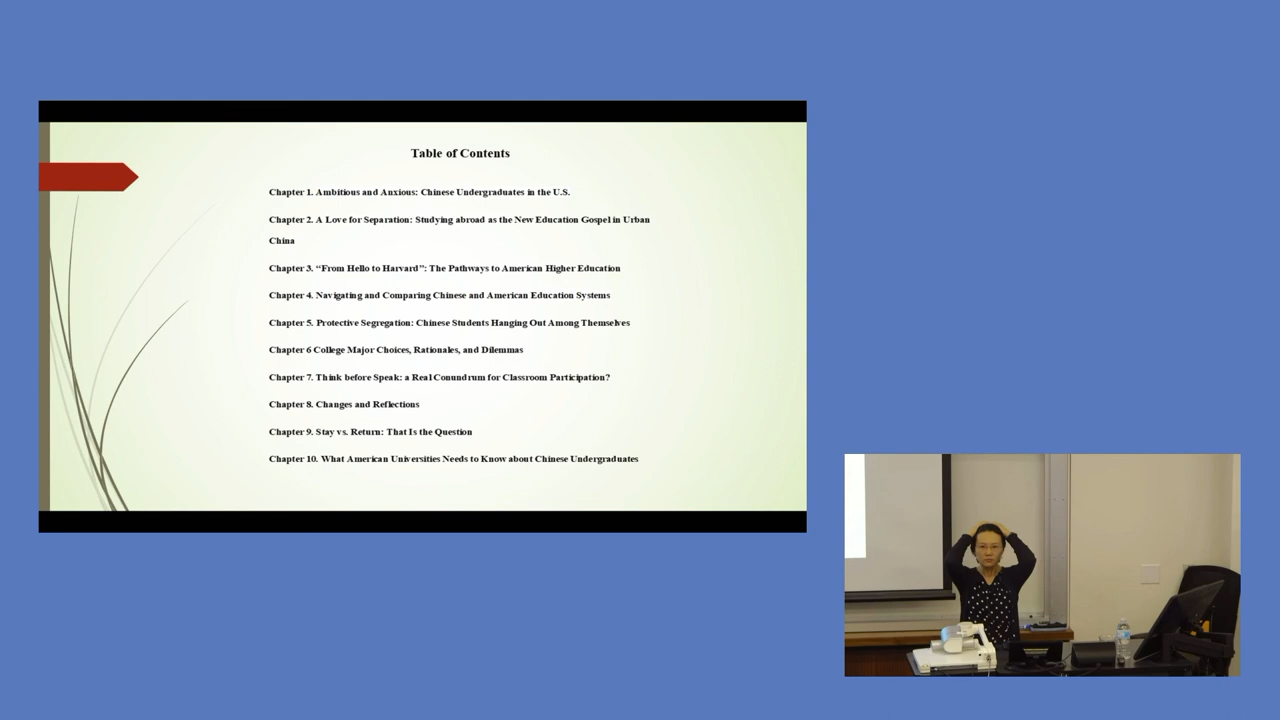 Table of Contents
Chapter 1. Ambitious and Anxious: Chinese Undergraduates in the U.S.
Chapter 2. A Love for Separation: Studying abroad as the New Education Gospel in Urban
China
Chapter 3. “From Hello to Harvard”: The Pathways to American Higher Education
Chapter 4. Navigating and Comparing Chinese and American Education Systems
Chapter 5. Protective Segregation: Chinese Students Hanging Out Among Themselves
Chapter 6 College Major Choices, Rationales, and Dilemmas
Chapter 7. Think before Speak: a Real Conundrum for Classroom Participation?
Chapter 8. Changes and Reflections
Chapter 9. Stay vs. Return: That Is the Question
Chapter 10. What American Universities Needs to Know about Chinese Undergraduates